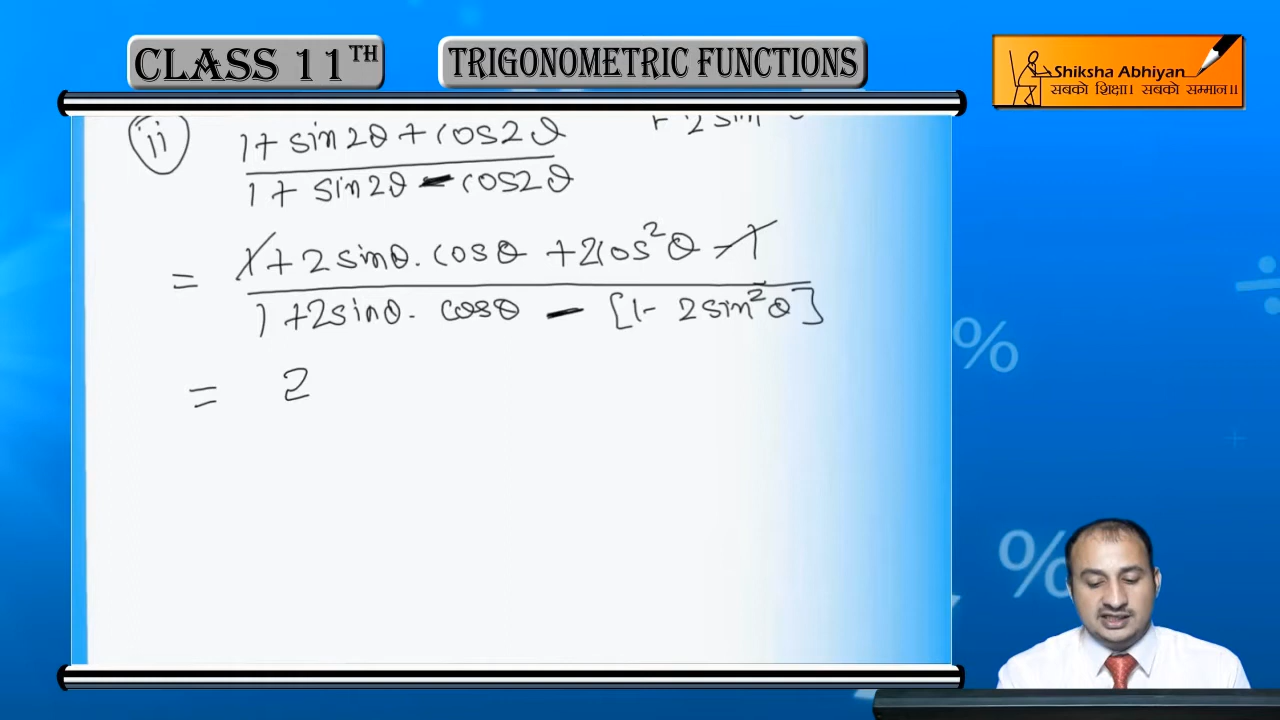 CLASS 11TH
TRIGONOMETRIC FUNCTIONS
Shiksha Abhiyan
सबको शिक्षा। सबको सम्मान।।
ii
1 + sin 2θ + cos 2θ
1 + sin 2θ - cos 2θ
= 1 + 2 sinθ. cosθ + 2cos²θ - 1
1 + 2sinθ. cosθ - [1 - 2sin²θ]
= 2
%
%